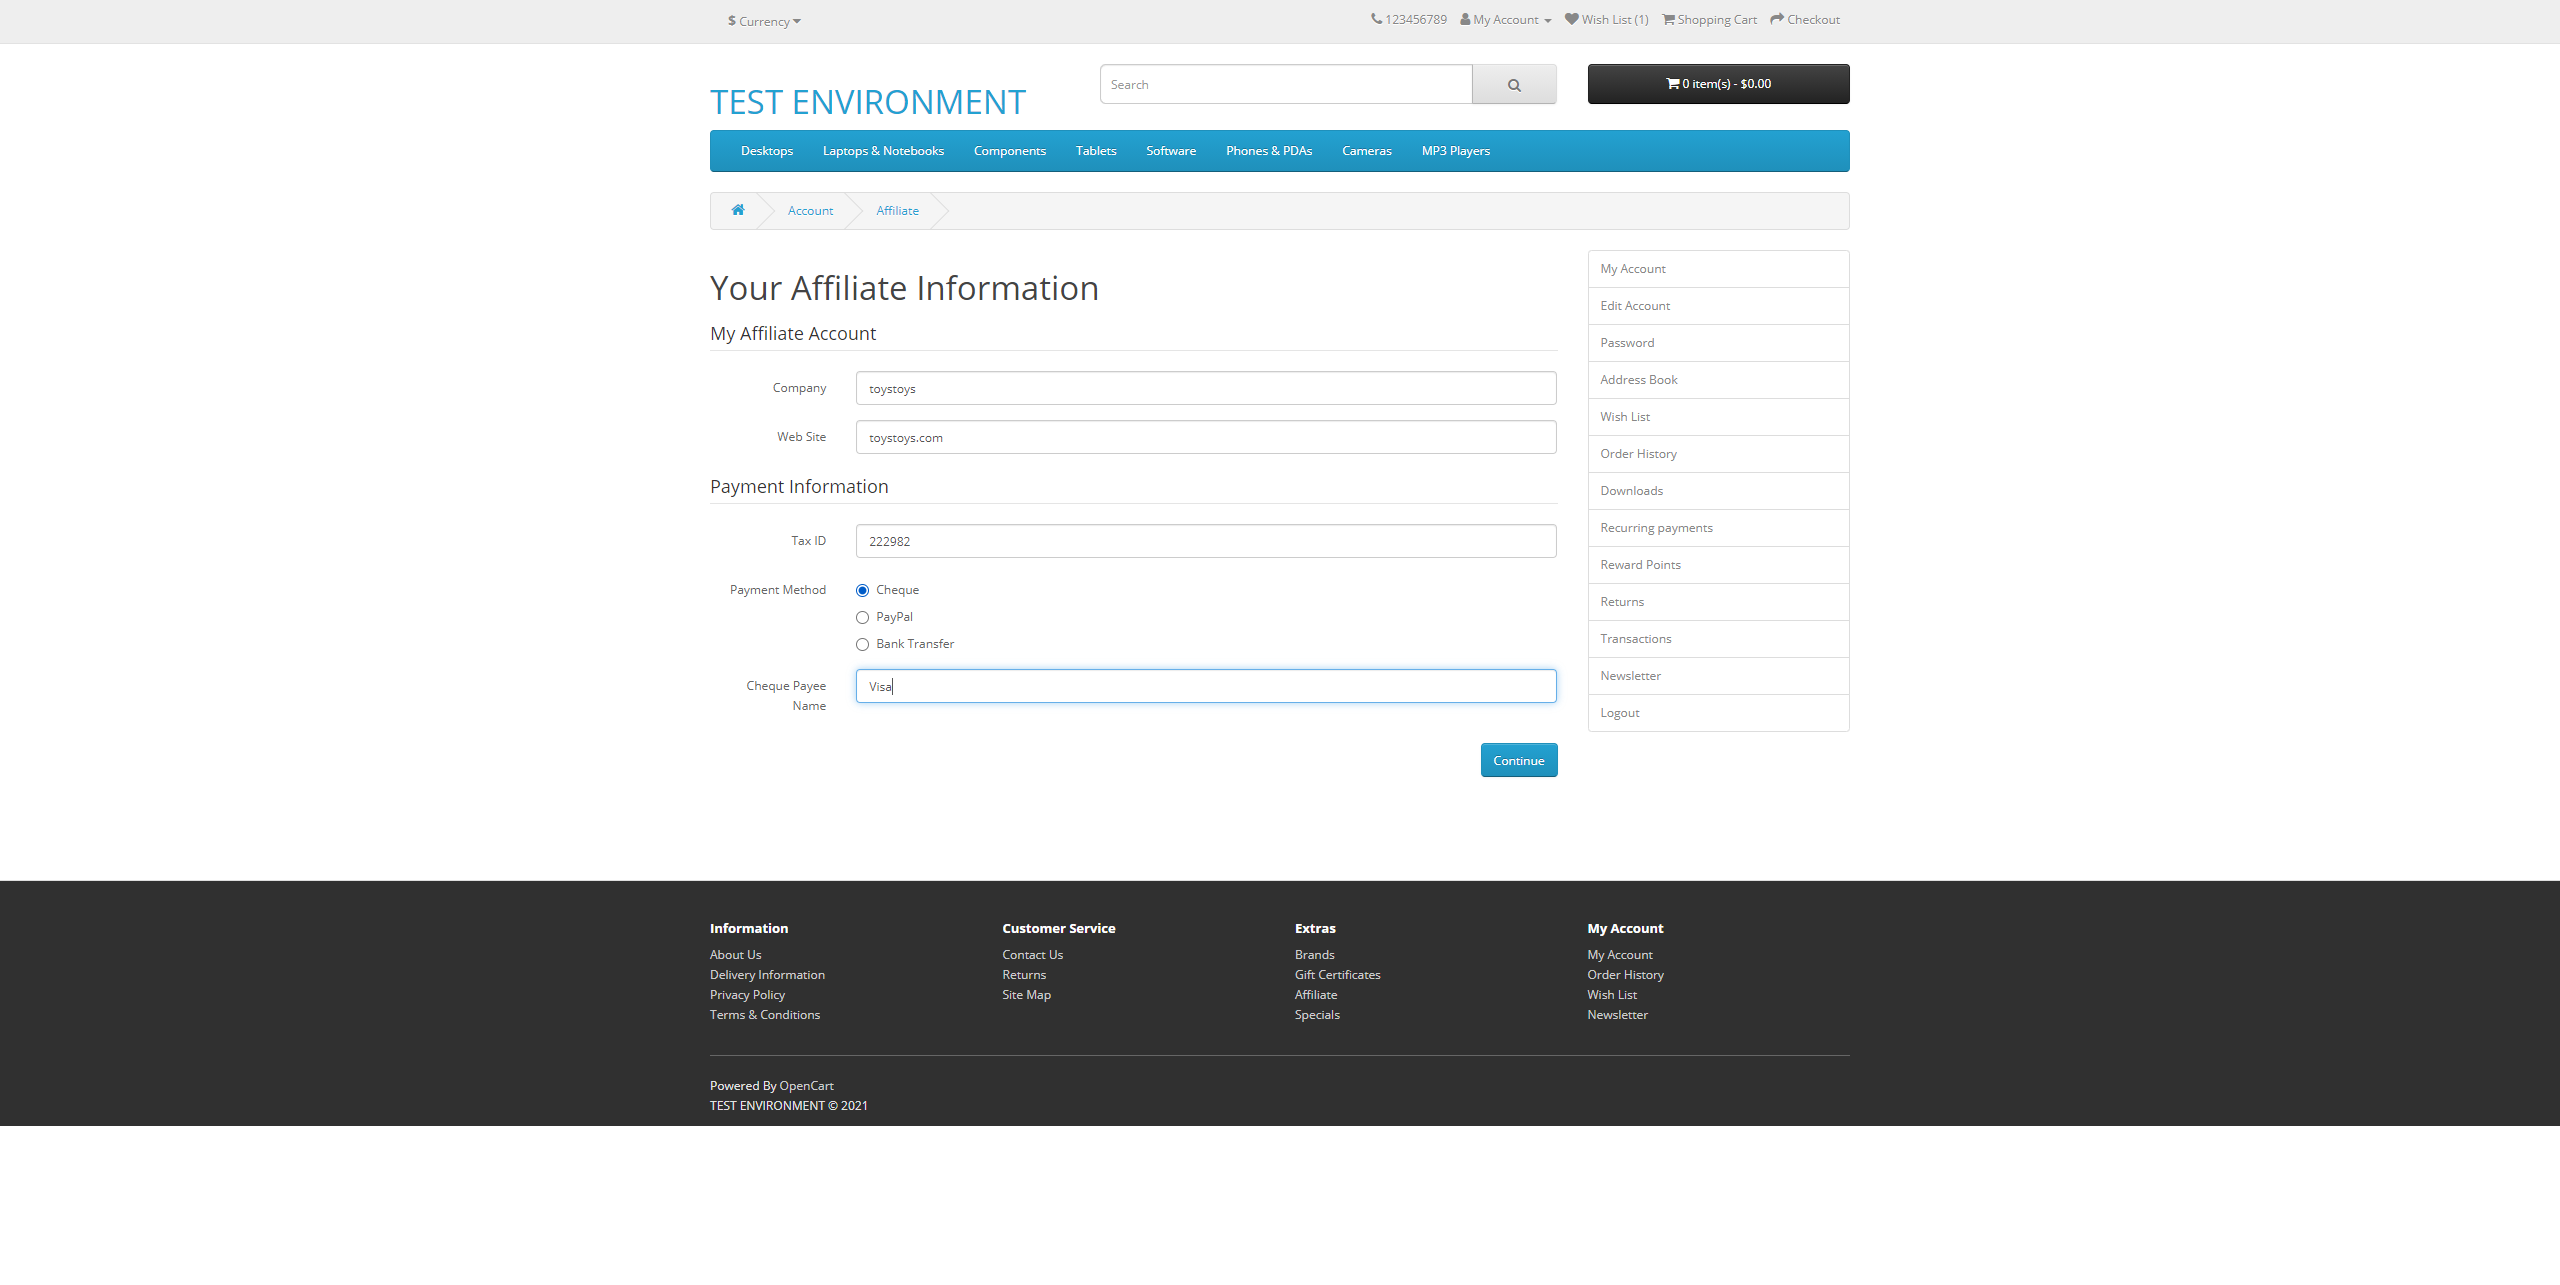 $ Currency
123456789 My Account Wish List (1) Shopping Cart Checkout
TEST ENVIRONMENT
Search
0 item(s) - $0.00
Desktops Laptops & Notebooks Components Tablets Software Phones & PDAs Cameras MP3 Players
Account Affiliate
Your Affiliate Information
My Affiliate Account
Company toystoys
Web Site toystoys.com
Payment Information
Tax ID 222982
Payment Method Cheque
PayPal
Bank Transfer
Cheque Payee Name Visa
Continue
My Account
Edit Account
Password
Address Book
Wish List
Order History
Downloads
Recurring payments
Reward Points
Returns
Transactions
Newsletter
Logout
Information
About Us
Delivery Information
Privacy Policy
Terms & Conditions
Customer Service
Contact Us
Returns
Site Map
Extras
Brands
Gift Certificates
Affiliate
Specials
My Account
My Account
Order History
Wish List
Newsletter
Powered By OpenCart
TEST ENVIRONMENT © 2021